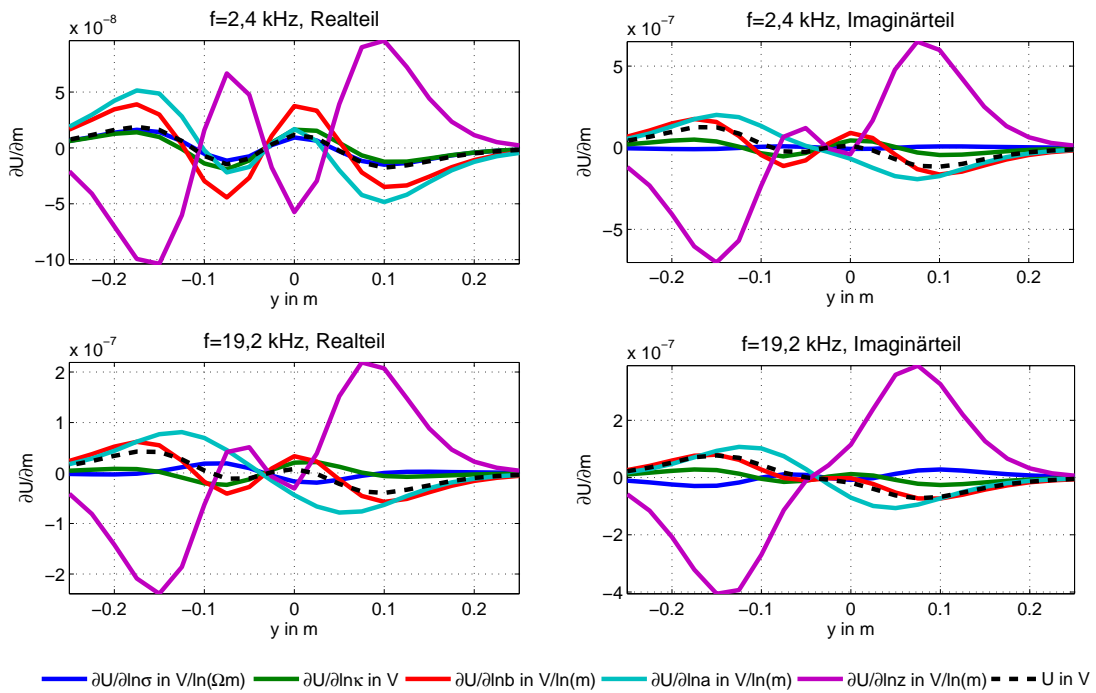 f=2,4 kHz, Realteil
x 10⁻⁸
5
0
−5
−10
∂U/∂m
−0.2 −0.1 0 0.1 0.2
y in m
f=2,4 kHz, Imaginärteil
x 10⁻⁷
5
0
−5
∂U/∂m
−0.2 −0.1 0 0.1 0.2
y in m
f=19,2 kHz, Realteil
x 10⁻⁷
2
1
0
−1
−2
∂U/∂m
−0.2 −0.1 0 0.1 0.2
y in m
f=19,2 kHz, Imaginärteil
x 10⁻⁷
2
0
−2
−4
∂U/∂m
−0.2 −0.1 0 0.1 0.2
y in m
∂U/∂lnσ in V/ln(Ωm) ∂U/∂lnκ in V ∂U/∂lnb in V/ln(m) ∂U/∂lna in V/ln(m) ∂U/∂lnz in V/ln(m) U in V